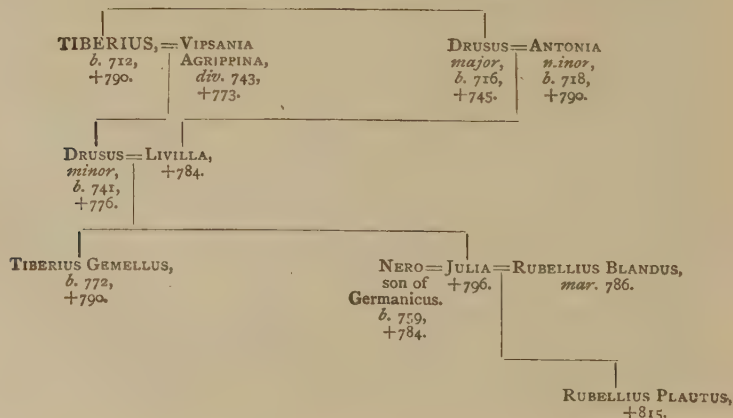 TIBERIUS,=VIPSANIA
b. 712, AGRIPPINA,
+790. div. 743,
+773.
DRUSUS=ANTONIA
major, minor,
b. 716, b. 718,
+745. +790.
DRUSUS=LIVILLA,
minor, +784.
b. 741,
+776.
TIBERIUS GEMELLUS,
b. 772,
+790.
NERO=JULIA=RUBELLIUS BLANDUS,
son of +796. mar. 786.
Germanicus.
b. 759,
+784.
RUBELLIUS PLAUTUS,
+815.